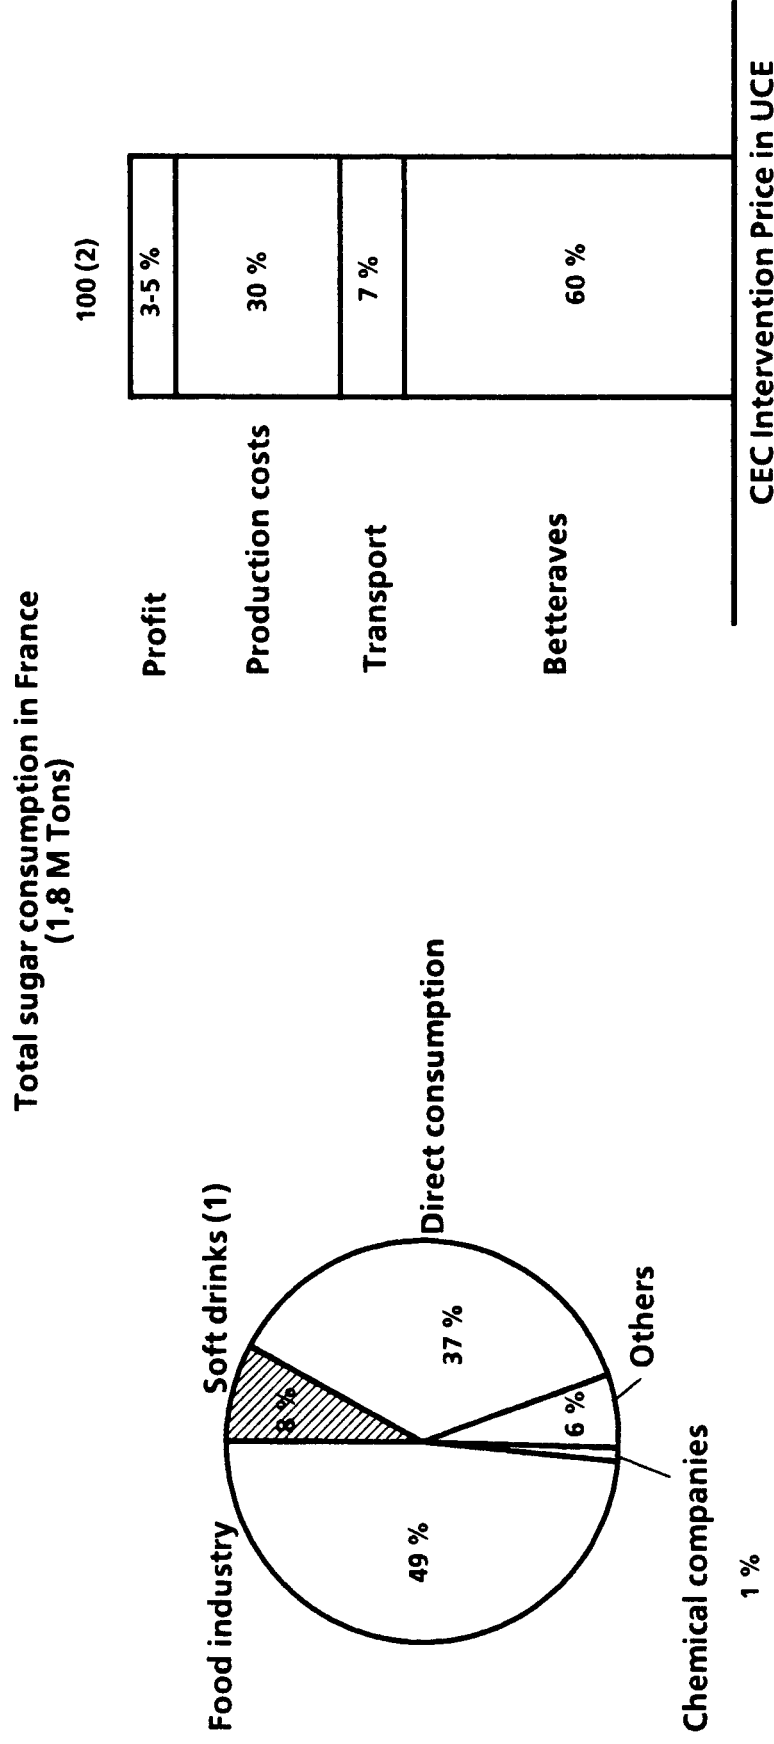 Total sugar consumption in France
(1,8 M Tons)
Food industry
Soft drinks (1)
8 %
49 %
37 %
Direct consumption
6 %
Others
Chemical companies
1 %
100 (2)
Profit
3-5 %
Production costs
30 %
Transport
7 %
Betteraves
60 %
CEC Intervention Price in UCE